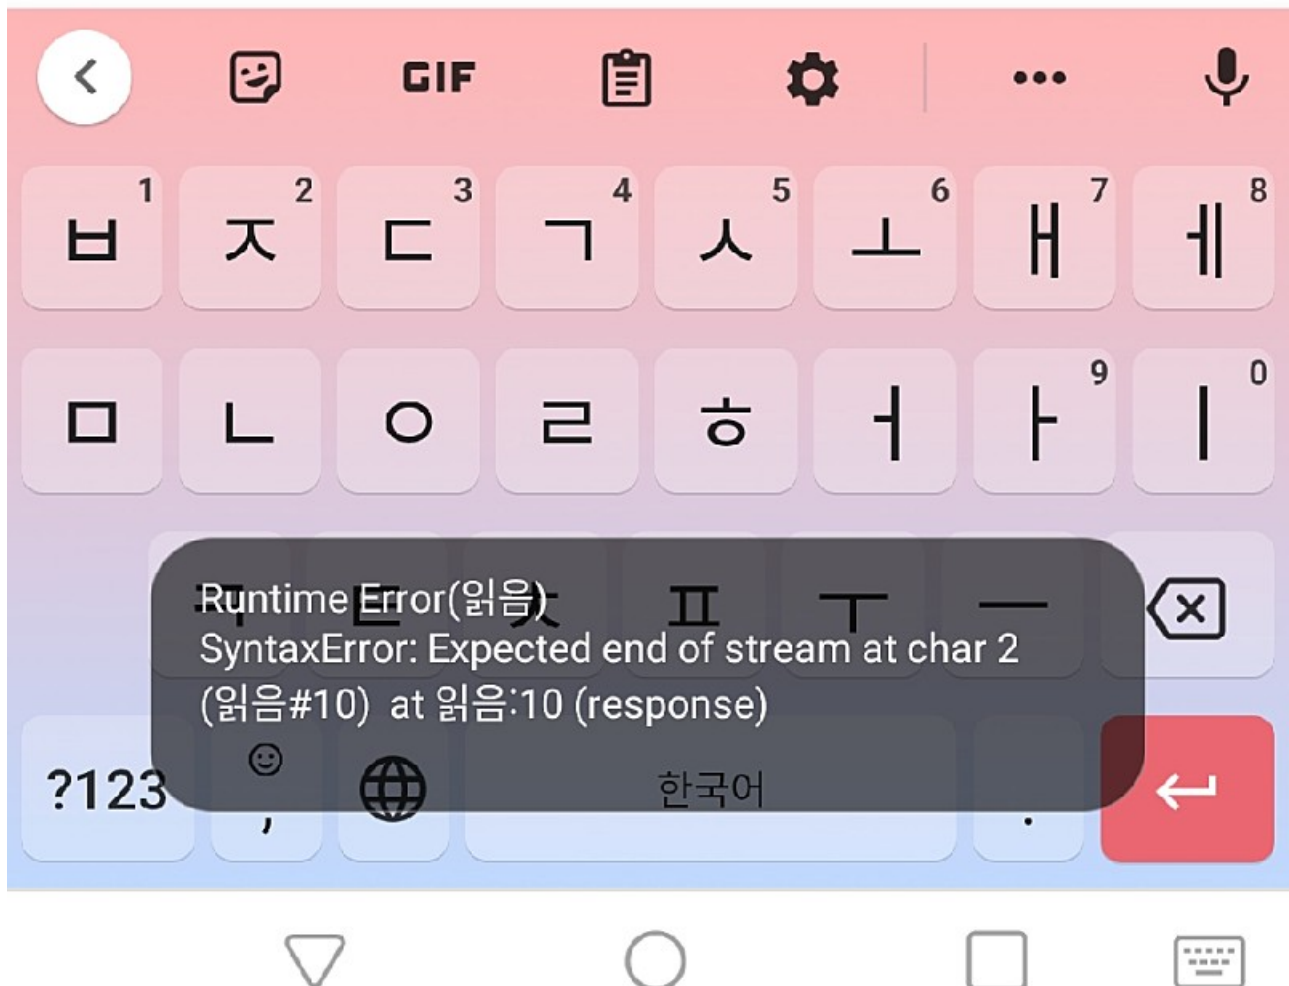 GIF
1 2 3 4 5 6 7 8
ㅂ ㅈ ㄷ ㄱ ㅅ ㅗ ㅐ ㅔ
9 0
ㅁ ㄴ ㅇ ㄹ ㅎ ㅓ ㅏ ㅣ
ㅋ ㅌ ㅊ ㅍ ㅜ ㅡ
Runtime Error(읽음)
SyntaxError: Expected end of stream at char 2
(읽음#10) at 읽음:10 (response)
?123 , 한국어 .